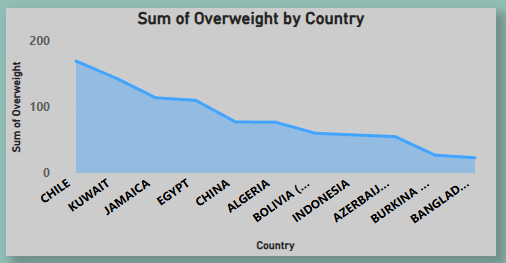 Sum of Overweight by Country
200
100
0
Sum of Overweight
CHILE
KUWAIT
JAMAICA
EGYPT
CHINA
ALGERIA
BOLIVIA (...
INDONESIA
AZERBAIJ...
BURKINA ...
BANGLAD...
Country